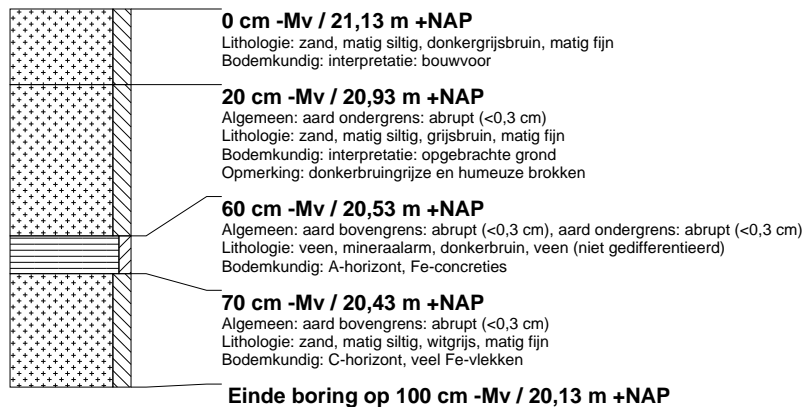 0 cm -Mv / 21,13 m +NAP
Lithologie: zand, matig siltig, donkergrijsbruin, matig fijn
Bodemkundig: interpretatie: bouwvoor
20 cm -Mv / 20,93 m +NAP
Algemeen: aard ondergrens: abrupt (<0,3 cm)
Lithologie: zand, matig siltig, grijsbruin, matig fijn
Bodemkundig: interpretatie: opgebrachte grond
Opmerking: donkerbruingrijze en humeuze brokken
60 cm -Mv / 20,53 m +NAP
Algemeen: aard bovengrens: abrupt (<0,3 cm), aard ondergrens: abrupt (<0,3 cm)
Lithologie: veen, mineraalarm, donkerbruin, veen (niet gedifferentieerd)
Bodemkundig: A-horizont, Fe-concreties
70 cm -Mv / 20,43 m +NAP
Algemeen: aard bovengrens: abrupt (<0,3 cm)
Lithologie: zand, matig siltig, witgrijs, matig fijn
Bodemkundig: C-horizont, veel Fe-vlekken
Einde boring op 100 cm -Mv / 20,13 m +NAP